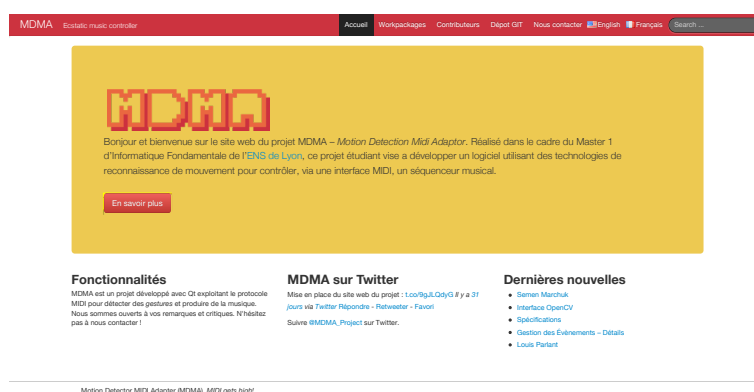 MDMA Ecstatic music controller Accueil Workpackages Contributeurs Dépot GIT Nous contacter English Français Search ...
MDMA
Bonjour et bienvenue sur le site web du projet MDMA – Motion Detection Midi Adaptor. Réalisé dans le cadre du Master 1
d'Informatique Fondamentale de l'ENS de Lyon, ce projet étudiant vise a développer un logiciel utilisant des technologies de
reconnaissance de mouvement pour contrôler, via une interface MIDI, un séquenceur musical.
En savoir plus
Fonctionnalités
MDMA est un projet développé avec Qt exploitant le protocole
MIDI pour détecter des gestures et produire de la musique.
Nous sommes ouverts à vos remarques et critiques. N'hésitez
pas à nous contacter !
MDMA sur Twitter
Mise en place du site web du projet : t.co/9gJLQdyG Il y a 31
jours via Twitter Répondre - Retweeter - Favori
Suivre @MDMA_Project sur Twitter.
Dernières nouvelles
Semen Marchuk
Interface OpenCV
Spécifications
Gestion des Évènements – Détails
Louis Parlant
Motion Detector MIDI Adapter (MDMA), MIDI gets high!